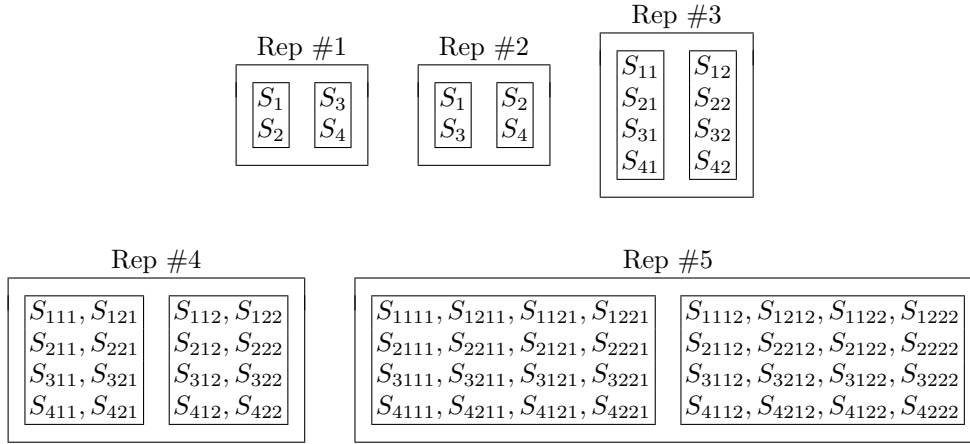 Rep #1 Rep #2 Rep #3
S₁ S₃ S₁ S₂ S₁₁ S₁₂
S₂ S₄ S₃ S₄ S₂₁ S₂₂
S₃₁ S₃₂
S₄₁ S₄₂
Rep #4 Rep #5
S₁₁₁, S₁₂₁ S₁₁₂, S₁₂₂ S₁₁₁₁, S₁₂₁₁, S₁₁₂₁, S₁₂₂₁ S₁₁₁₂, S₁₂₁₂, S₁₁₂₂, S₁₂₂₂
S₂₁₁, S₂₂₁ S₂₁₂, S₂₂₂ S₂₁₁₁, S₂₂₁₁, S₂₁₂₁, S₂₂₂₁ S₂₁₁₂, S₂₂₁₂, S₂₁₂₂, S₂₂₂₂
S₃₁₁, S₃₂₁ S₃₁₂, S₃₂₂ S₃₁₁₁, S₃₂₁₁, S₃₁₂₁, S₃₂₂₁ S₃₁₁₂, S₃₂₁₂, S₃₁₂₂, S₃₂₂₂
S₄₁₁, S₄₂₁ S₄₁₂, S₄₂₂ S₄₁₁₁, S₄₂₁₁, S₄₁₂₁, S₄₂₂₁ S₄₁₁₂, S₄₂₁₂, S₄₁₂₂, S₄₂₂₂